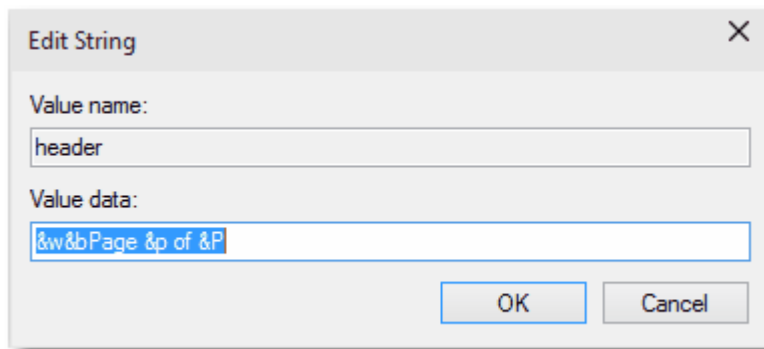 Edit String
Value name:
header
Value data:
&w&bPage &p of &P
OK
Cancel